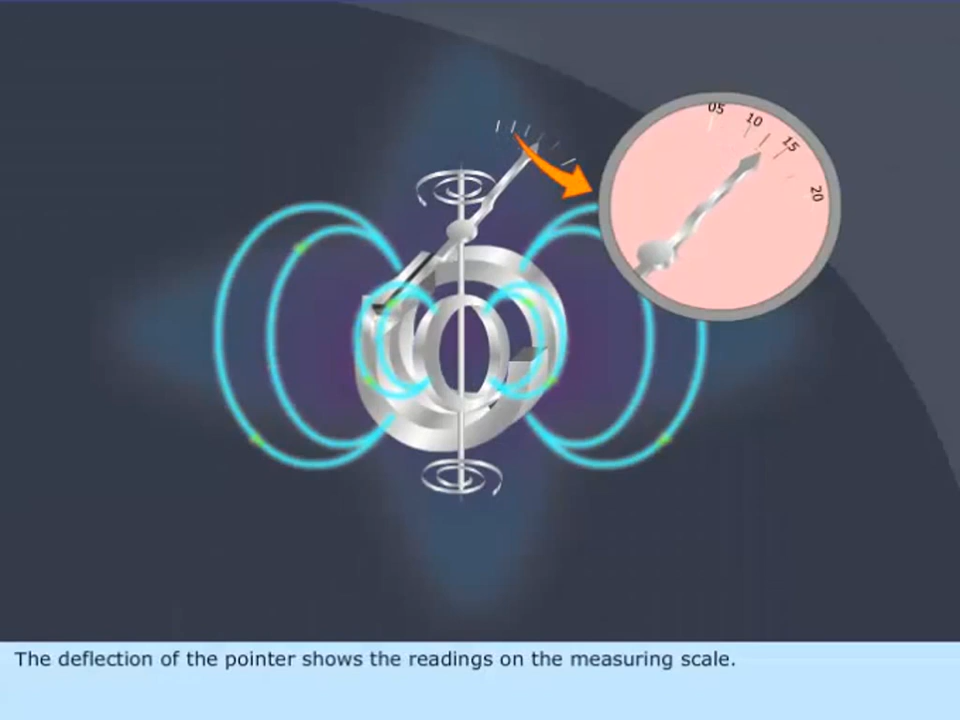 05
10
15
20
The deflection of the pointer shows the readings on the measuring scale.